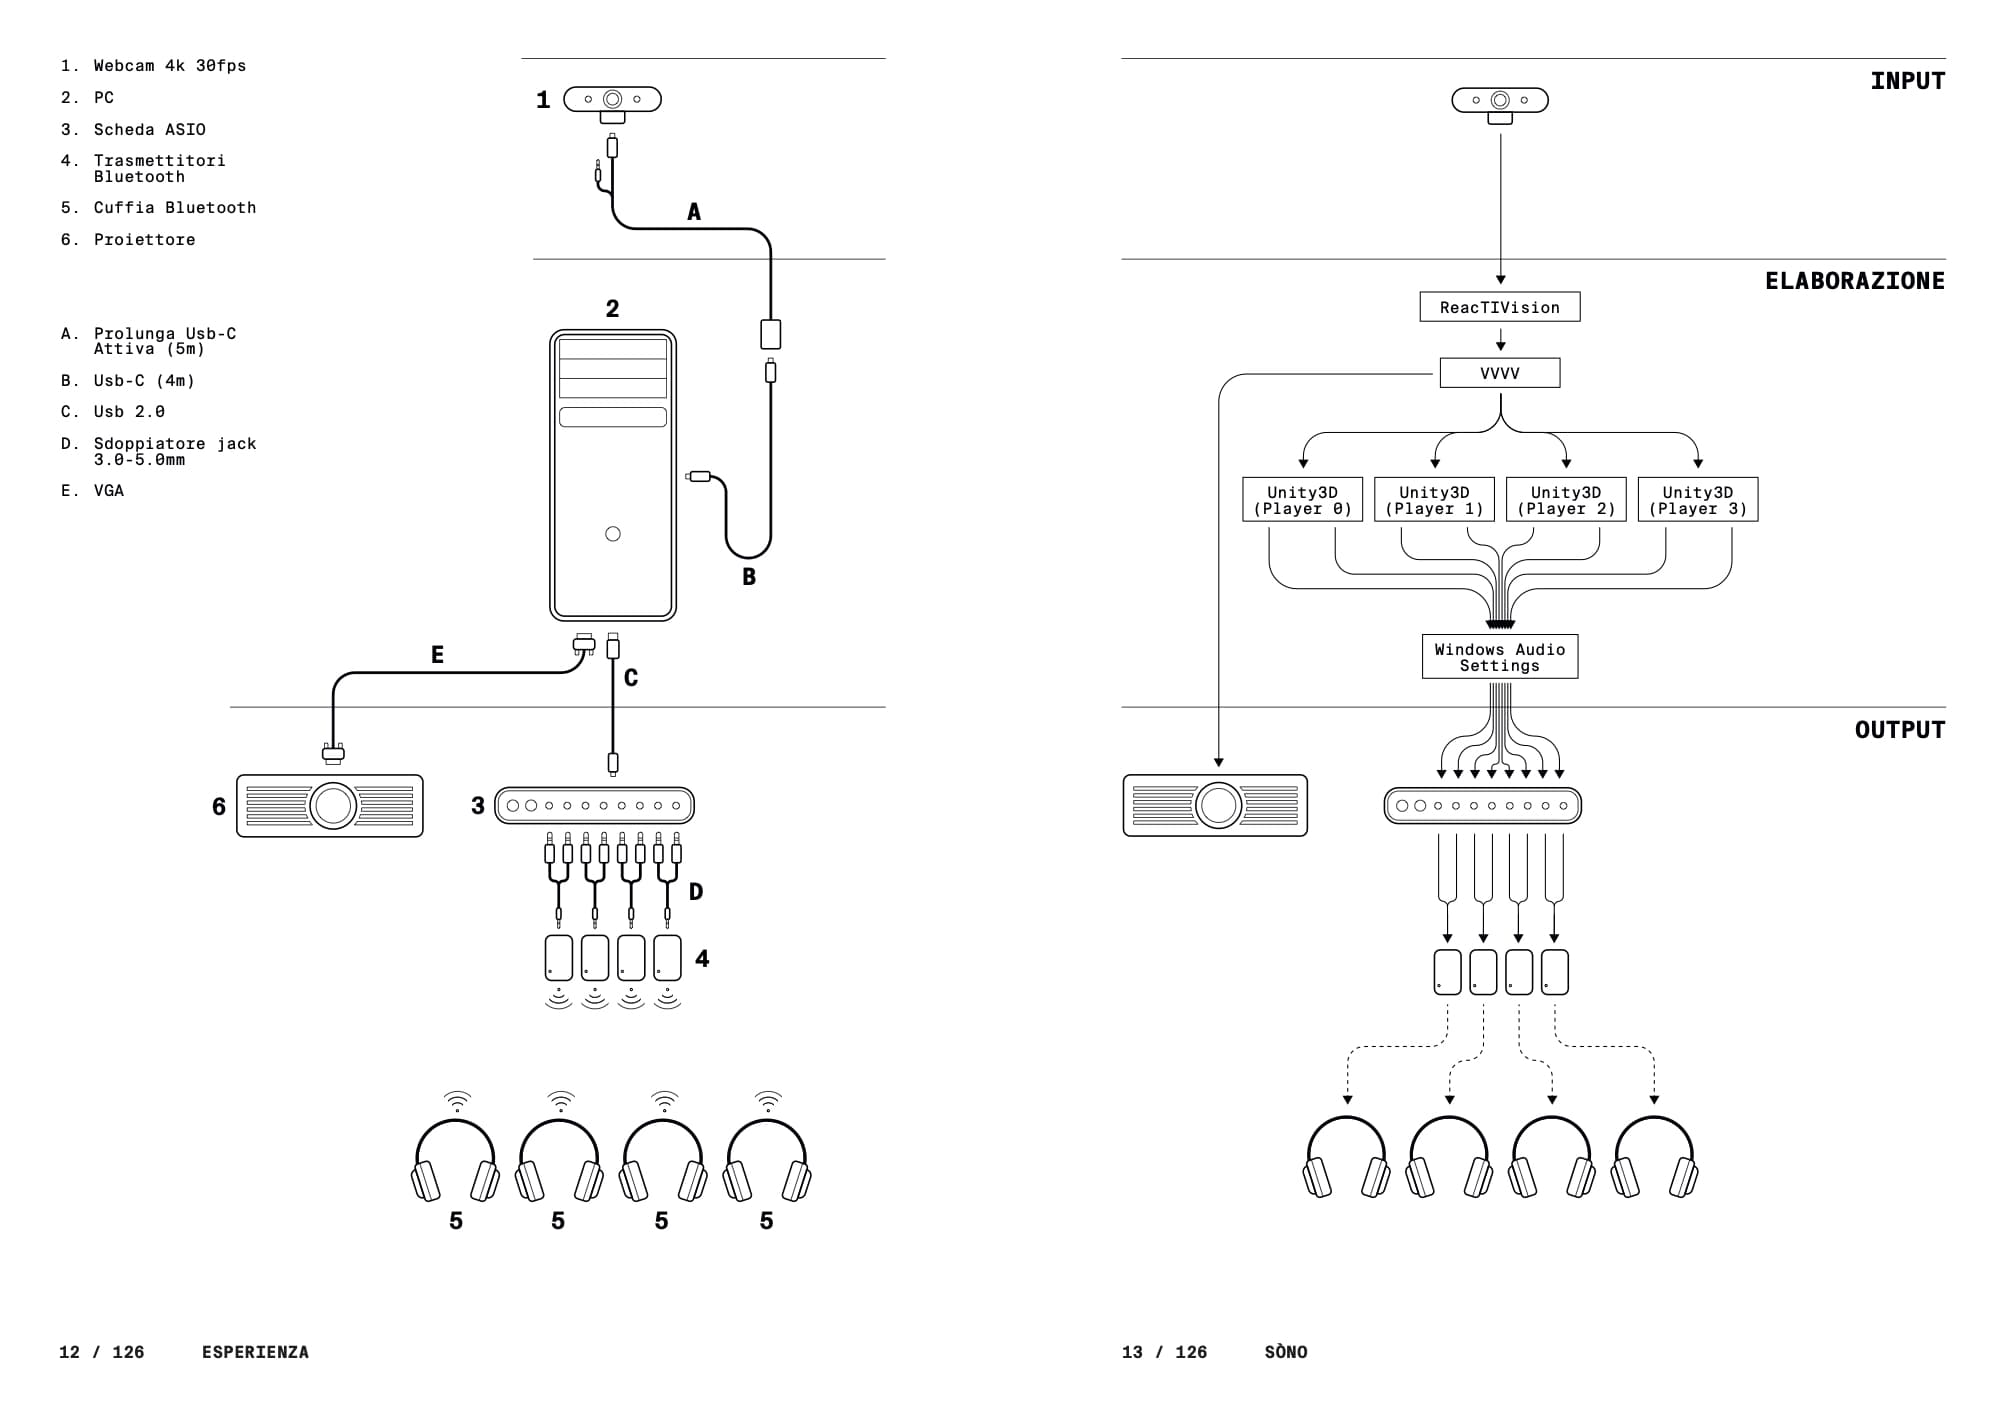 1. Webcam 4k 30fps
2. PC
3. Scheda ASIO
4. Trasmettitori
Bluetooth
5. Cuffia Bluetooth
6. Proiettore
A. Prolunga Usb-C
Attiva (5m)
B. Usb-C (4m)
C. Usb 2.0
D. Sdoppiatore jack
3.0-5.0mm
E. VGA
1
A
2
B
E
C
6
3
D
4
5 5 5 5
12 / 126 ESPERIENZA
INPUT
ELABORAZIONE
ReacTIVision
VVVV
Unity3D
(Player 0)
Unity3D
(Player 1)
Unity3D
(Player 2)
Unity3D
(Player 3)
Windows Audio
Settings
OUTPUT
13 / 126 SÒNO